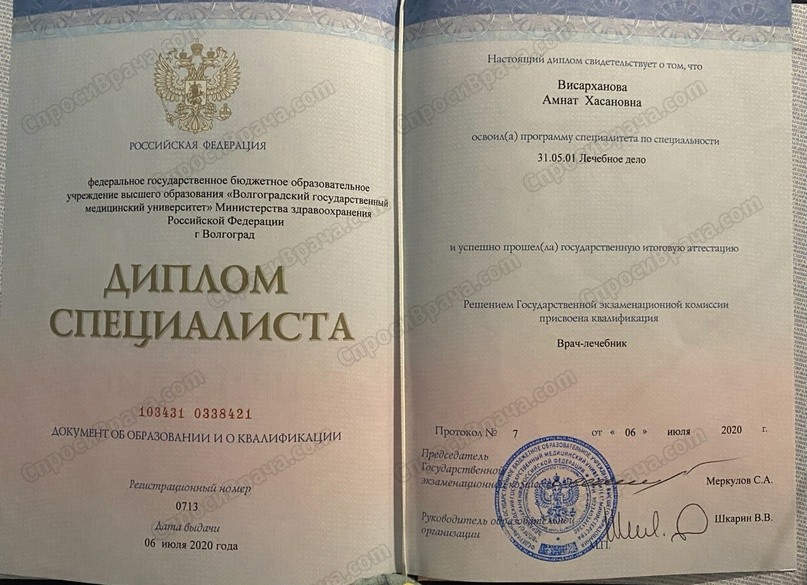 РОССИЙСКАЯ ФЕДЕРАЦИЯ
федеральное государственное бюджетное образовательное
учреждение высшего образования «Волгоградский государственный
медицинский университет» Министерства здравоохранения
Российской Федерации
г Волгоград
ДИПЛОМ
СПЕЦИАЛИСТА
103431 0338421
ДОКУМЕНТ ОБ ОБРАЗОВАНИИ И О КВАЛИФИКАЦИИ
Регистрационный номер
0713
Дата выдачи
06 июля 2020 года
Настоящий диплом свидетельствует о том, что
Висарханова
Амнат Хасановна
освоил(а) программу специалитета по специальности
31.05.01 Лечебное дело
и успешно прошел(ла) государственную итоговую аттестацию
Решением Государственной экзаменационной комиссии
присвоена квалификация
Врач-лечебник
Протокол № 7 от « 06 » июля 2020 г.
Председатель
Государственной
экзаменационной
Меркулов С.А.
Руководитель образовательной
организации
Шкарин В.В.
М.П.
СпросиВрача.com